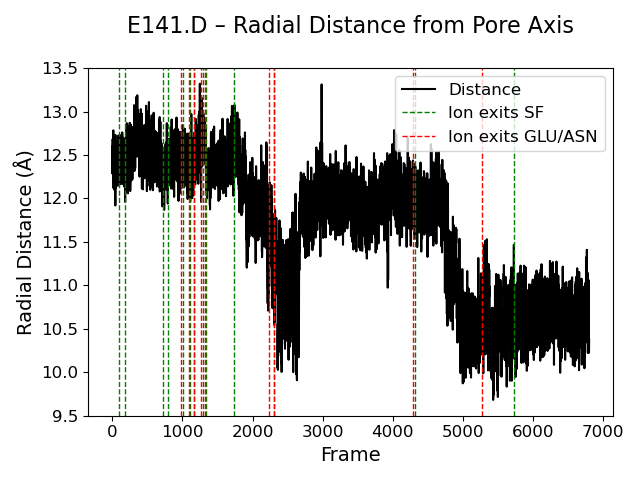 E141.D – Radial Distance from Pore Axis
Radial Distance (Å)
13.5
13.0
12.5
12.0
11.5
11.0
10.5
10.0
9.5
Distance
Ion exits SF
Ion exits GLU/ASN
0
1000
2000
3000
4000
5000
6000
7000
Frame